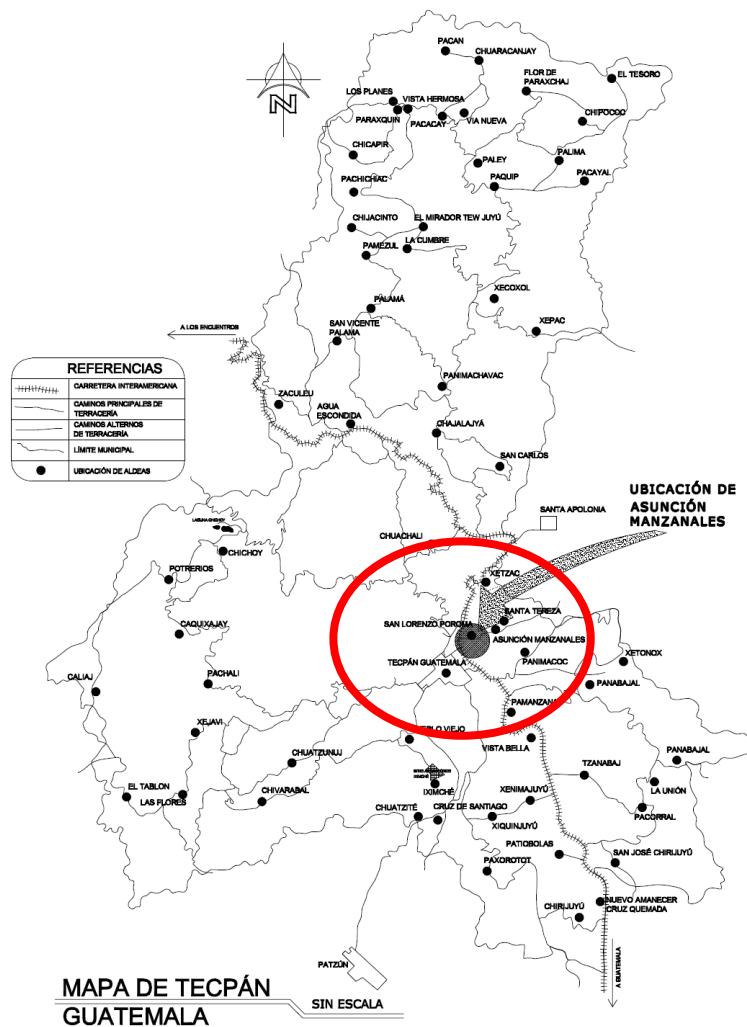 PACAN
CHUARACANJAY
FLOR DE
PARAXCHAJ
EL TESORO
LOS PLANES
VISTA HERMOSA
PARAXQUIN
PACACAY
VIA NUEVA
CHIPOCOC
N
CHICAPIR
PALEY
PALIMA
PACHICHIAC
PAQUIP
PACAYAL
CHIJACINTO
EL MIRADOR TEW JUYÚ
LA CUMBRE
PAMEZUL
XECOXOL
PALAMÁ
A LOS ENCUENTROS
SAN VICENTE
PALAMA
XEPAC
REFERENCIAS
CARRETERA INTERAMERICANA
CAMINOS PRINCIPALES DE
TERRACERÍA
CAMINOS ALTERNOS
DE TERRACERÍA
LÍMITE MUNICIPAL
UBICACIÓN DE ALDEAS
PANIMACHAVAC
ZACULEU
AGUA
ESCONDIDA
CHAJALAJYÁ
SAN CARLOS
UBICACIÓN DE
ASUNCIÓN
MANZANALES
SANTA APOLONIA
LAGUNA CHICHOY
CHUACHALI
CHICHOY
POTRERIOS
XETZAC
SANTA TEREZA
SAN LORENZO POROMA
ASUNCIÓN MANZANALES
CAQUIXAJAY
PANIMACOC
XETONOX
TECPÁN GUATEMALA
CALIAJ
PACHALI
PANABAJAL
PAMANZANA
XEJAVI
VISTA BELLA
CHUATZUNUJ
PANABAJAL
TZANABAJ
IXIMCHÉ
LA UNIÓN
EL TABLON
LAS FLORES
CHIVARABAL
CHUATZITÉ
CRUZ DE SANTIAGO
XENIMAJUYÚ
PACORRAL
XIQUINJUYÚ
PATIOBOLAS
SAN JOSÉ CHIRIJUYÚ
PAXOROTOT
NUEVO AMANECER
CRUZ QUEMADA
CHIRIJUYÚ
PATZÚN
A GUATEMALA
MAPA DE TECPÁN
GUATEMALA
SIN ESCALA